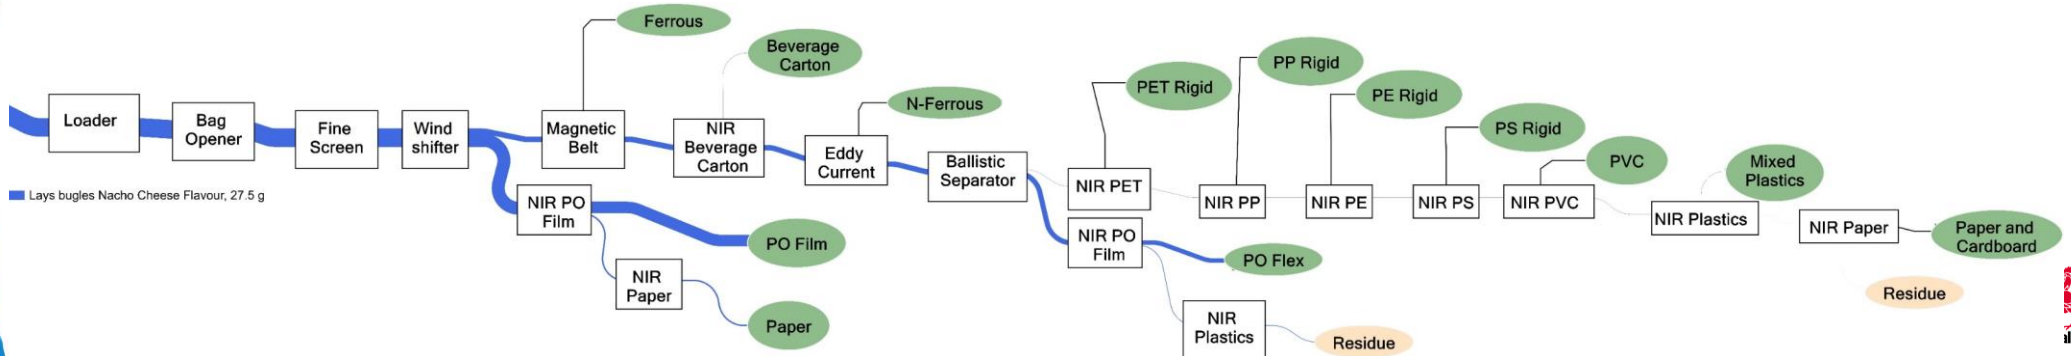 Ferrous
Beverage
Carton
Loader
Bag
Opener
Fine
Screen
Wind
shifter
Magnetic
Belt
NIR
Beverage
Carton
N-Ferrous
Eddy
Current
Ballistic
Separator
PET Rigid
PP Rigid
PE Rigid
PS Rigid
PVC
Mixed
Plastics
NIR PET
NIR PP
NIR PE
NIR PS
NIR PVC
NIR Plastics
NIR Paper
Paper and
Cardboard
Residue
Lays bugles Nacho Cheese Flavour, 27.5 g
NIR PO
Film
PO Film
NIR
Paper
Paper
NIR PO
Film
PO Flex
NIR
Plastics
Residue